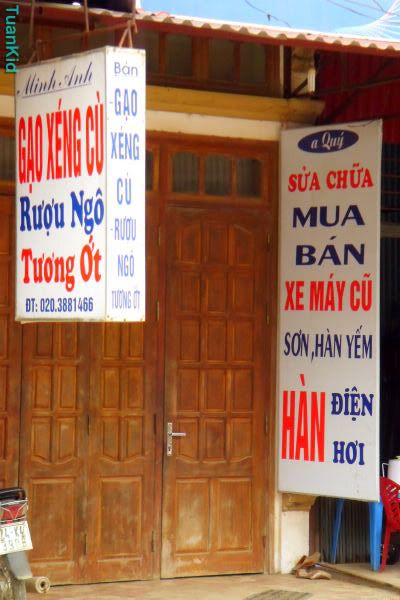 TuanKid
Minh Anh
GẠO XÉNG CÙ
Rượu Ngô
Tương Ớt
ĐT: 020.3881466
Bán
-GẠO
XÉNG
CÙ
-RƯỢU
NGÔ
TƯƠNG ỚT
a Quý
SỬA CHỮA
MUA
BÁN
XE MÁY CŨ
SƠN,HÀN YẾM
HÀN ĐIỆN
HƠI